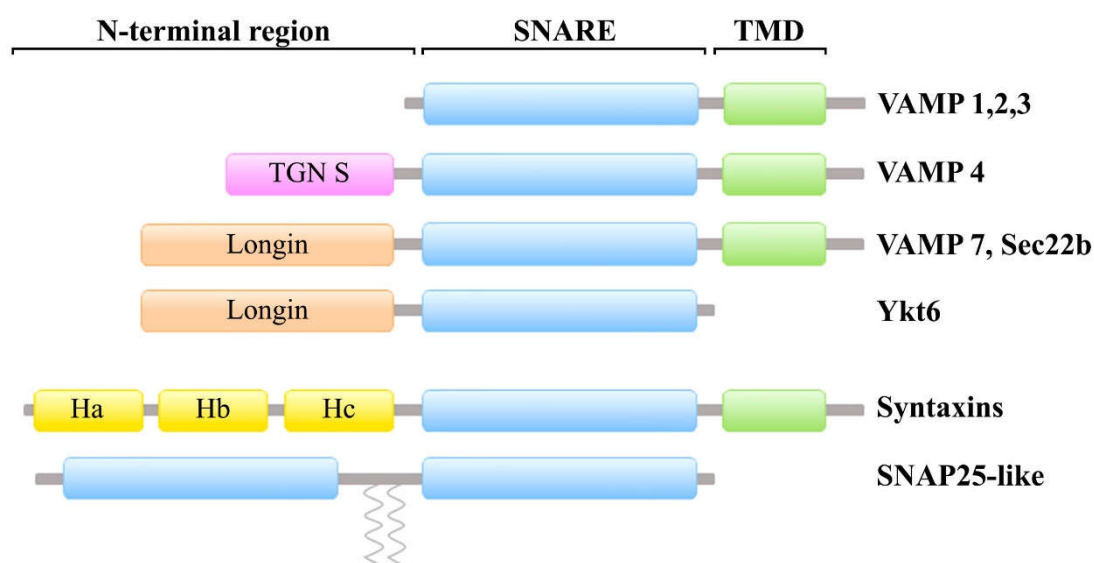 N-terminal region SNARE TMD
VAMP 1,2,3
TGN S VAMP 4
Longin VAMP 7, Sec22b
Longin Ykt6
Ha Hb Hc Syntaxins
SNAP25-like